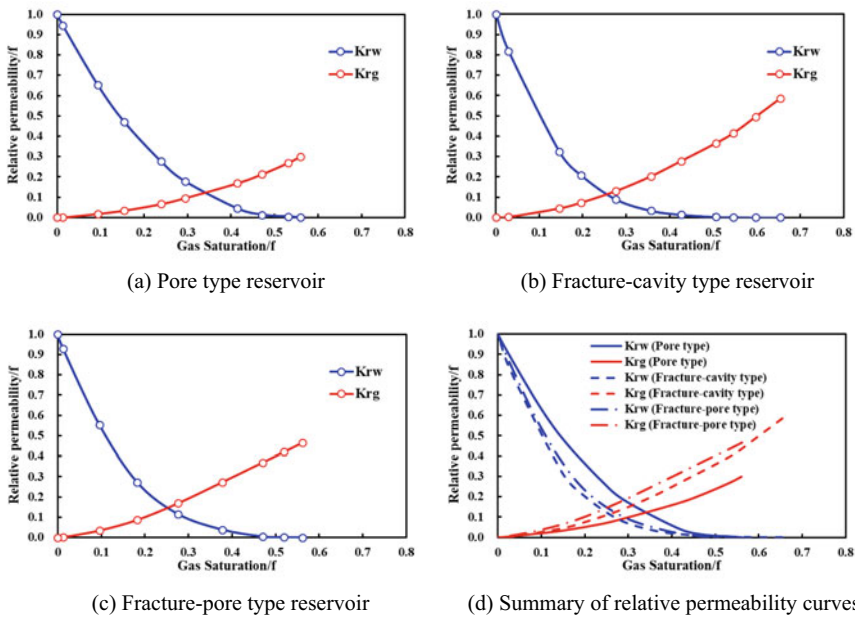 1.0
0.9
0.8
0.7
0.6
0.5
0.4
0.3
0.2
0.1
0.0
Relative permeability/f
Krw
Krg
0 0.1 0.2 0.3 0.4 0.5 0.6 0.7 0.8
Gas Saturation/f
(a) Pore type reservoir
1.0
0.9
0.8
0.7
0.6
0.5
0.4
0.3
0.2
0.1
0.0
Relative permeability/f
Krw
Krg
0 0.1 0.2 0.3 0.4 0.5 0.6 0.7 0.8
Gas Saturation/f
(b) Fracture-cavity type reservoir
1.0
0.9
0.8
0.7
0.6
0.5
0.4
0.3
0.2
0.1
0.0
Relative permeability/f
Krw
Krg
0 0.1 0.2 0.3 0.4 0.5 0.6 0.7 0.8
Gas Saturation/f
(c) Fracture-pore type reservoir
1.0
0.9
0.8
0.7
0.6
0.5
0.4
0.3
0.2
0.1
0.0
Relative permeability/f
Krw (Pore type)
Krg (Pore type)
Krw (Fracture-cavity type)
Krg (Fracture-cavity type)
Krw (Fracture-pore type)
Krg (Fracture-pore type)
0 0.1 0.2 0.3 0.4 0.5 0.6 0.7 0.8
Gas Saturation/f
(d) Summary of relative permeability curves